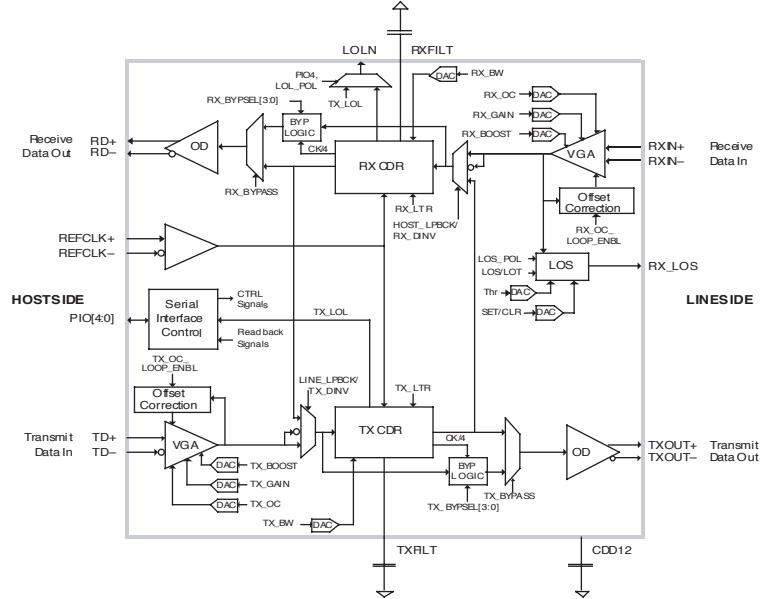 LOLN
RXFILT
PIO4,
LOL_POL
TX_LOL
DAC
RX_BW
RX_BYPSEL[3:0]
BYP
LOGIC
CK/4
RX_OC
DAC
RX_GAIN
DAC
RX_BOOST
DAC
VGA
Receive
Data Out
RD+
RD–
OD
RX CDR
RXIN+
RXIN–
Receive
Data In
RX_BYPASS
RX_LTR
HOST_LPBCK/
RX_DINV
Offset
Correction
RX_OC_
LOOP_ENBL
REFCLK+
REFCLK–
LOS_POL
LOS/LOT
LOS
RX_LOS
Thr
DAC
SET/CLR
DAC
HOSTSIDE
LINESIDE
PIO[4:0]
Serial
Interface
Control
CTRL
Signals
Readback
Signals
TX_LOL
TX_OC_
LOOP_ENBL
Offset
Correction
LINE_LPBCK/
TX_DINV
TX_LTR
Transmit
Data In
TD+
TD–
VGA
TX CDR
CK/4
BYP
LOGIC
OD
TXOUT+
TXOUT–
Transmit
Data Out
DAC
TX_BOOST
DAC
TX_GAIN
DAC
TX_OC
TX_BW
DAC
TX_BYPASS
TX_BYPSEL[3:0]
TXFILT
CDD12